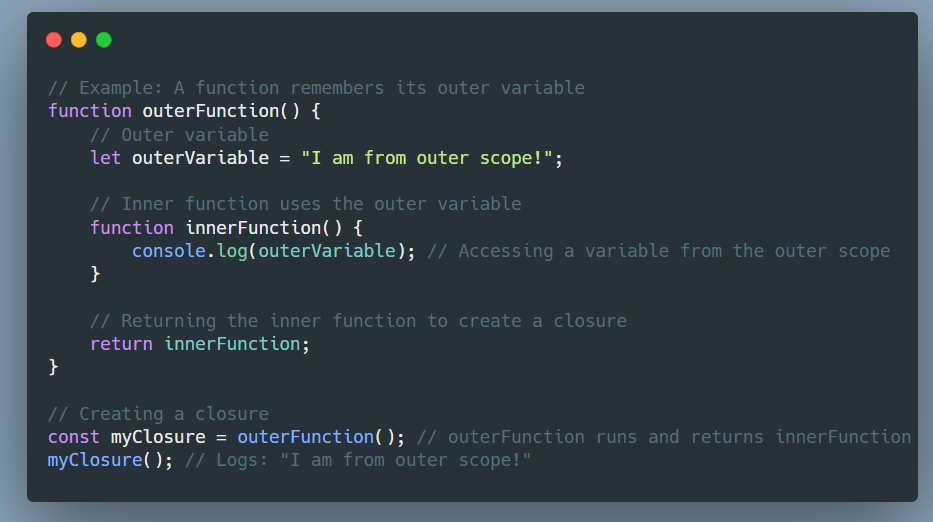 // Example: A function remembers its outer variable
function outerFunction() {
    // Outer variable
    let outerVariable = "I am from outer scope!";

    // Inner function uses the outer variable
    function innerFunction() {
        console.log(outerVariable); // Accessing a variable from the outer scope
    }

    // Returning the inner function to create a closure
    return innerFunction;
}

// Creating a closure
const myClosure = outerFunction(); // outerFunction runs and returns innerFunction
myClosure(); // Logs: "I am from outer scope!"